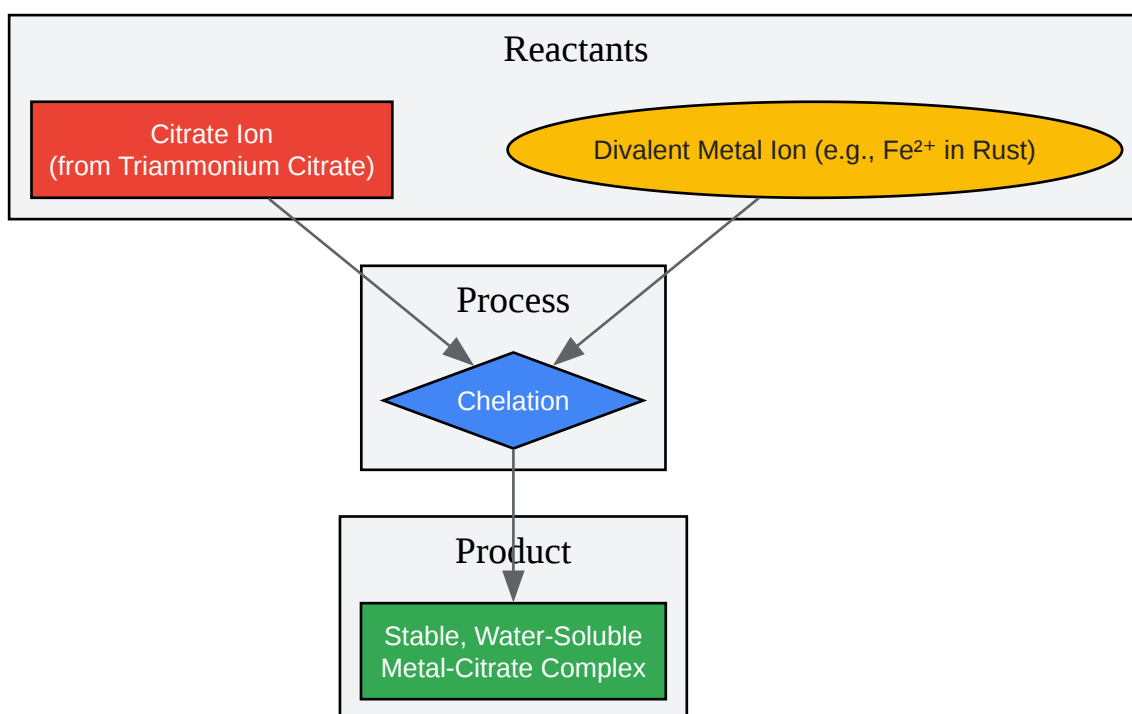 Reactants
Citrate Ion
(from Triammonium Citrate)
Divalent Metal Ion (e.g., Fe²⁺ in Rust)
Process
Chelation
Product
Stable, Water-Soluble
Metal-Citrate Complex